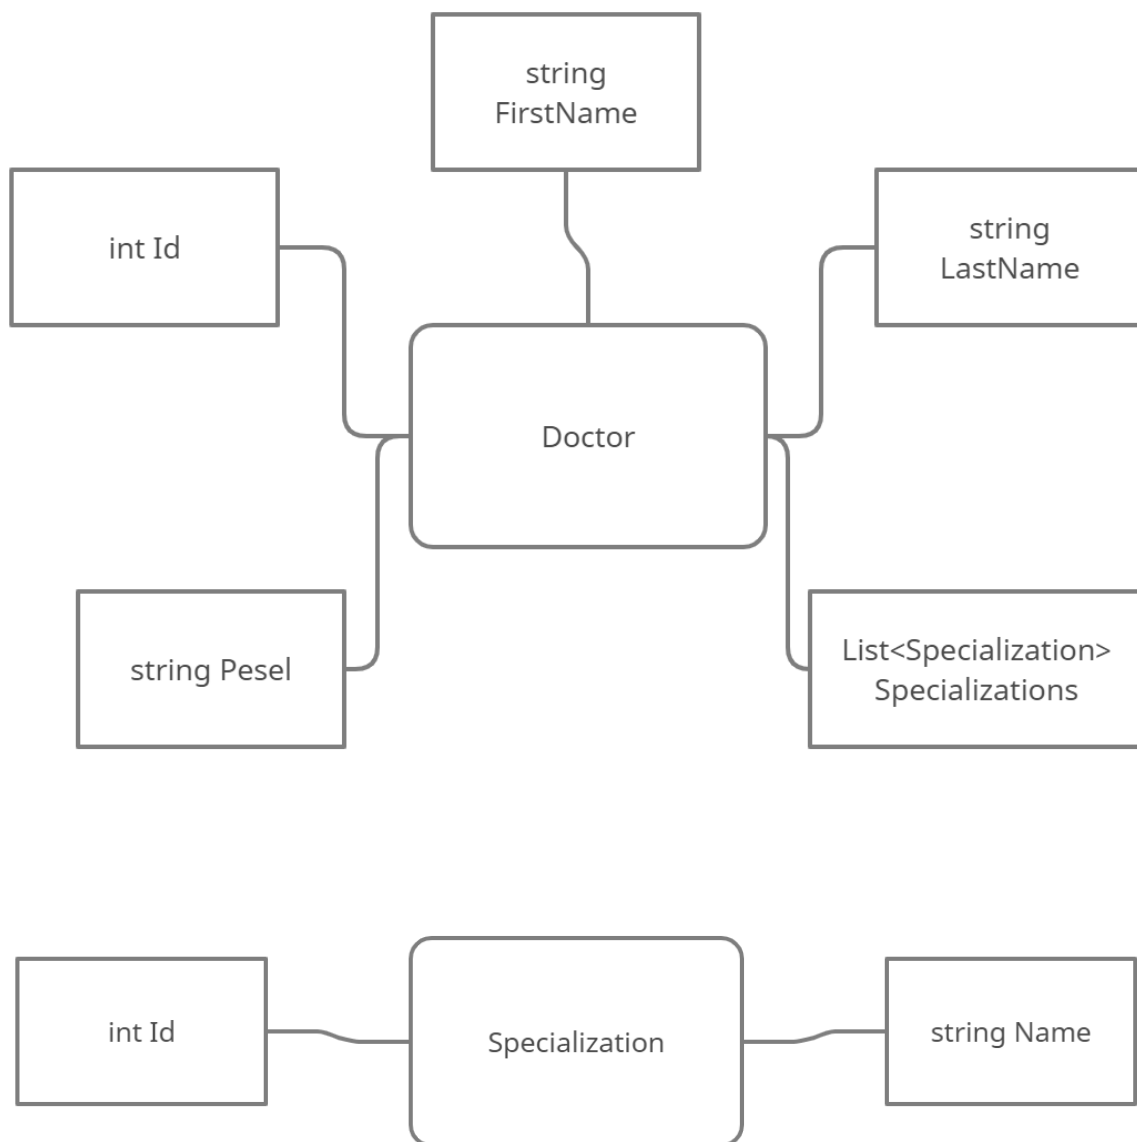 string
FirstName
int Id
string
LastName
Doctor
string Pesel
List<Specialization>
Specializations
int Id
Specialization
string Name